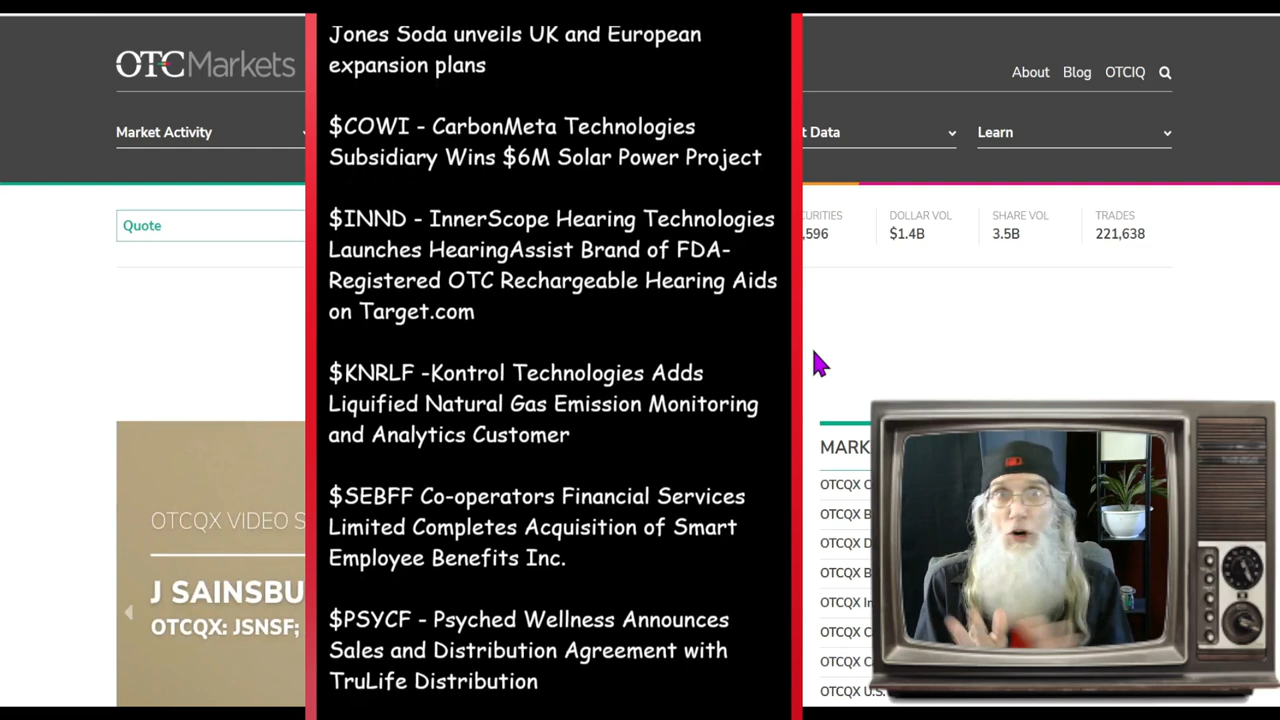 OTCMarkets
About
Blog
OTCIQ
Market Activity
t Data
Learn
Quote
CURITIES
,596
DOLLAR VOL
$1.4B
SHARE VOL
3.5B
TRADES
221,638
Jones Soda unveils UK and European
expansion plans
$COWI - CarbonMeta Technologies
Subsidiary Wins $6M Solar Power Project
$INND - InnerScope Hearing Technologies
Launches HearingAssist Brand of FDA-
Registered OTC Rechargeable Hearing Aids
on Target.com
$KNRLF -Kontrol Technologies Adds
Liquified Natural Gas Emission Monitoring
and Analytics Customer
$SEBFF Co-operators Financial Services
Limited Completes Acquisition of Smart
Employee Benefits Inc.
$PSYCF - Psyched Wellness Announces
Sales and Distribution Agreement with
TruLife Distribution
OTCQX VIDEO S
J SAINSBU
OTCQX: JSNSF;
MARK
OTCQX C
OTCQX B
OTCQX D
OTCQX B
OTCQX In
OTCQX C
OTCQX C
OTCQX U.S.